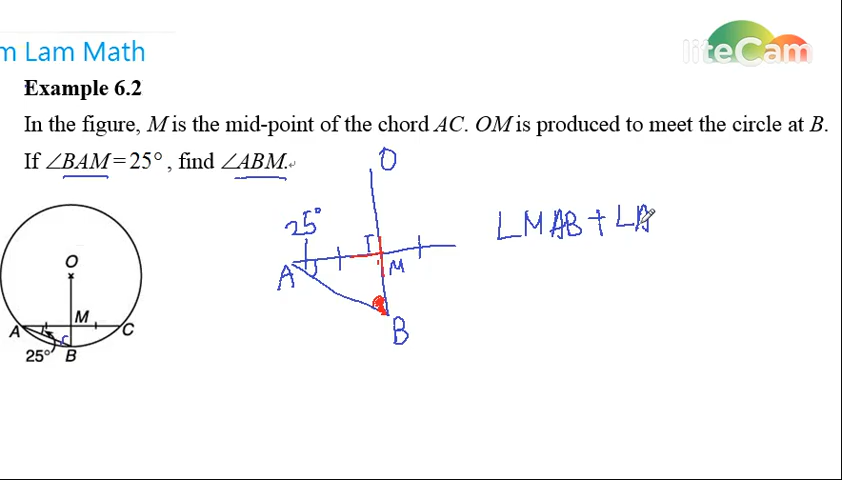 m Lam Math
liteCam
Example 6.2
In the figure, M is the mid-point of the chord AC. OM is produced to meet the circle at B.
If ∠BAM = 25°, find ∠ABM.
O
25°
A
M
B
∠MAB + ∠A
O
M
A
C
25°
B